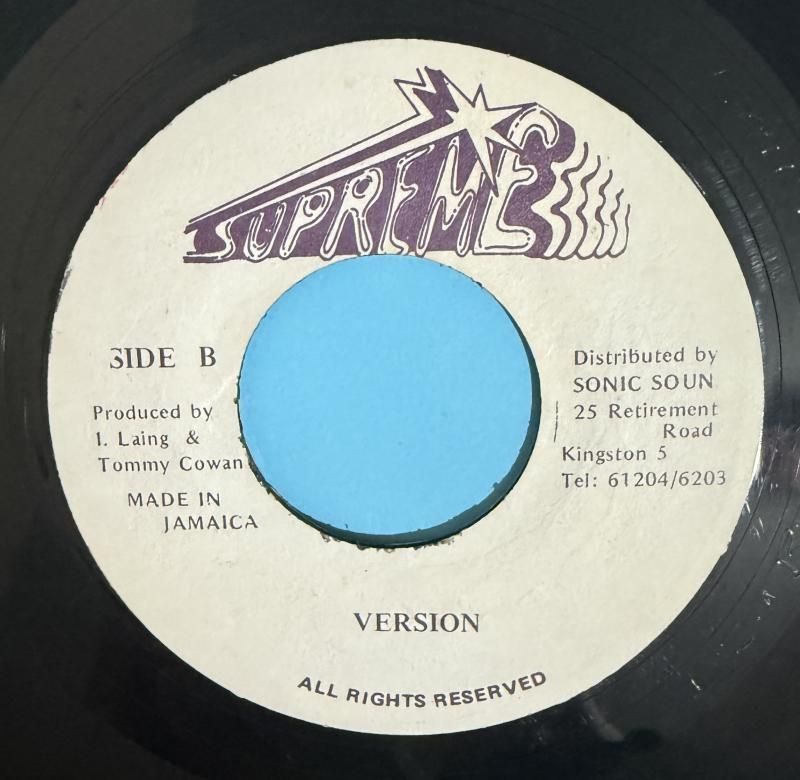 SUPREME
SIDE B
Produced by
I. Laing &
Tommy Cowan
MADE IN
JAMAICA
Distributed by
SONIC SOUN
25 Retirement
Road
Kingston 5
Tel: 61204/6203
VERSION
ALL RIGHTS RESERVED